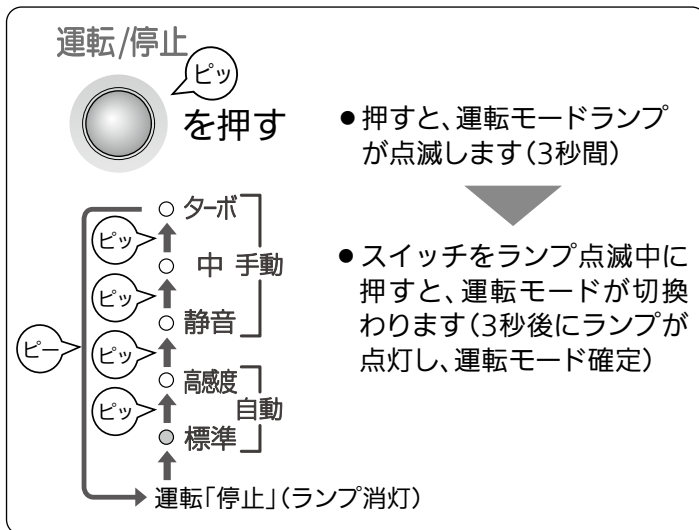 運転/停止
ピッ
を押す
●押すと、運転モードランプ
が点滅します（3秒間）
●スイッチをランプ点滅中に
押すと、運転モードが切換
わります（3秒後にランプが
点灯し、運転モード確定）
ターボ
ピッ
中 手動
ピッ
静音
ピー
ピッ
高感度
ピッ
自動
標準
運転「停止」（ランプ消灯）